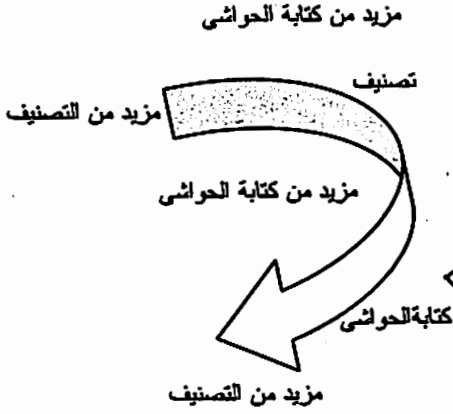 مزيد من كتابة الحواشى
تصنيف
مزيد من التصنيف
مزيد من كتابة الحواشى
كتابةالحواشى
مزيد من التصنيف